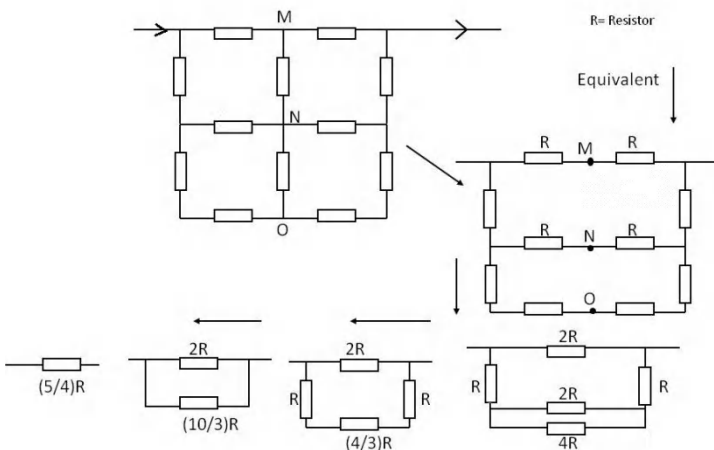 M
R= Resistor
Equivalent
N
O
R M R
R N R
O
2R
R R
2R
4R
2R
R R
(4/3)R
2R
(10/3)R
(5/4)R